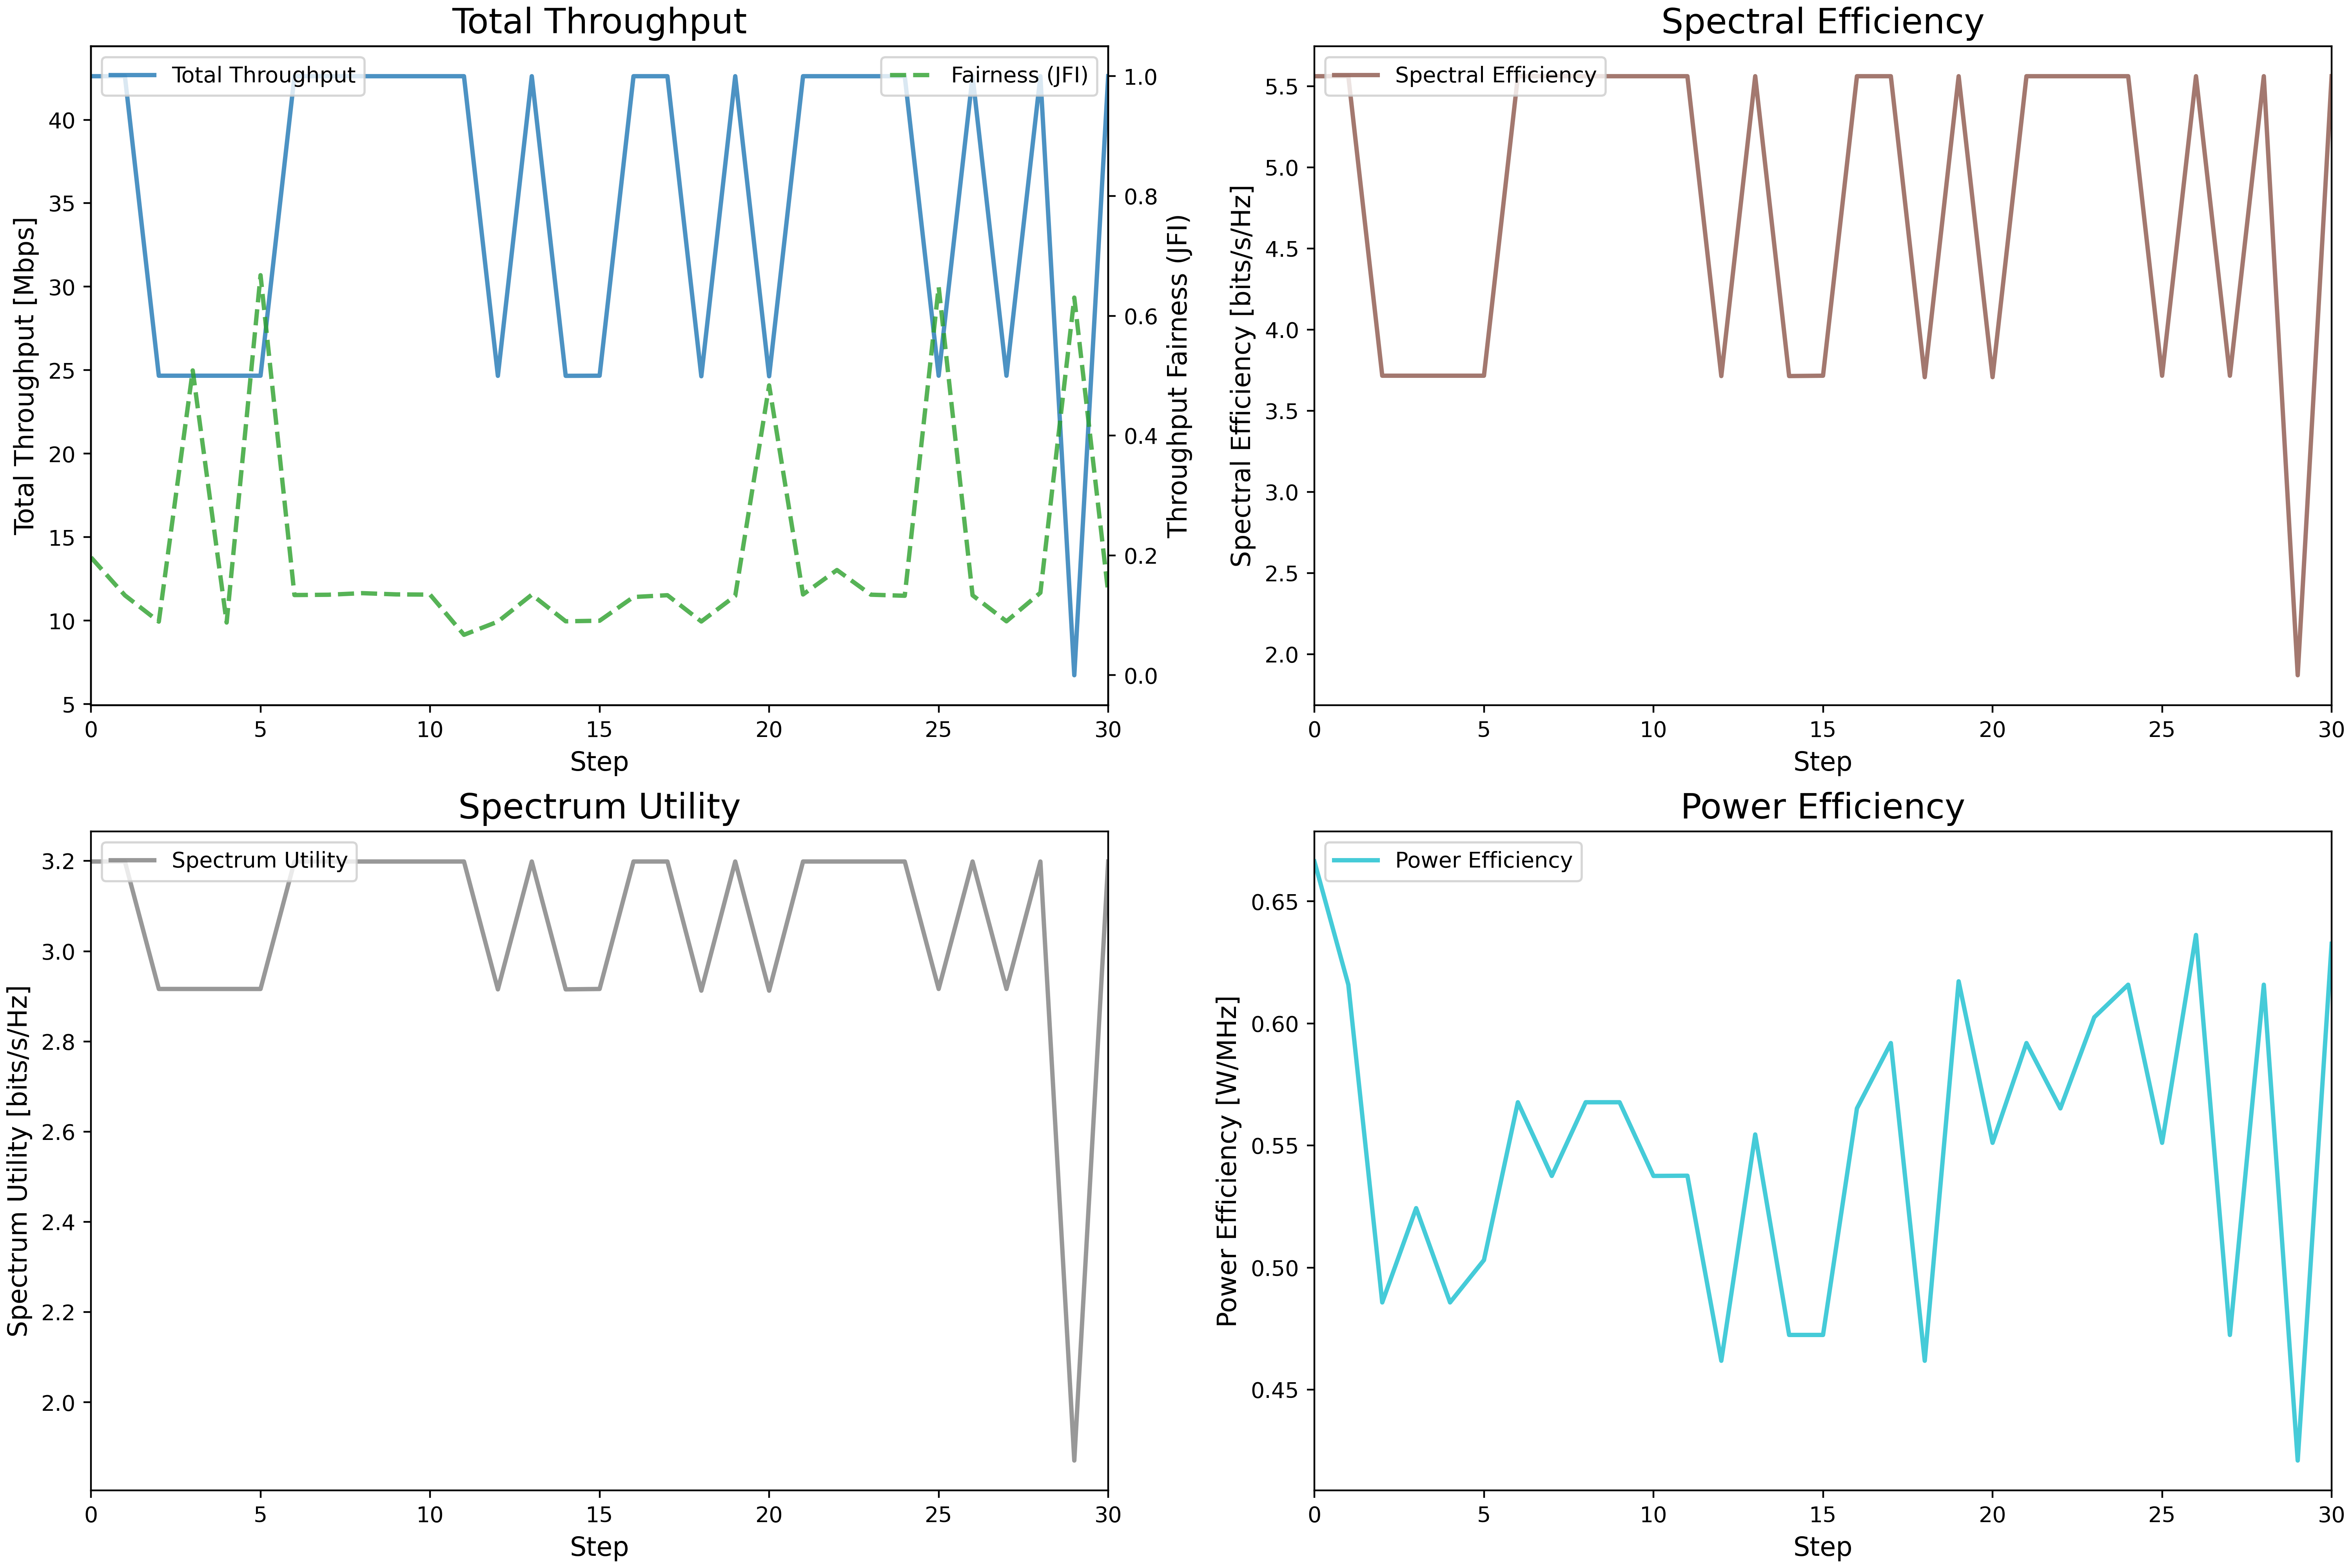 Total Throughput
Total Throughput
Fairness (JFI)
Total Throughput [Mbps]
40
35
30
25
20
15
10
5
1.0
0.8
0.6
0.4
0.2
0.0
Throughput Fairness (JFI)
0 5 10 15 20 25 30
Step
Spectral Efficiency
Spectral Efficiency
Spectral Efficiency [bits/s/Hz]
5.5
5.0
4.5
4.0
3.5
3.0
2.5
2.0
0 5 10 15 20 25 30
Step
Spectrum Utility
Spectrum Utility
Spectrum Utility [bits/s/Hz]
3.2
3.0
2.8
2.6
2.4
2.2
2.0
0 5 10 15 20 25 30
Step
Power Efficiency
Power Efficiency
Power Efficiency [W/MHz]
0.65
0.60
0.55
0.50
0.45
0 5 10 15 20 25 30
Step